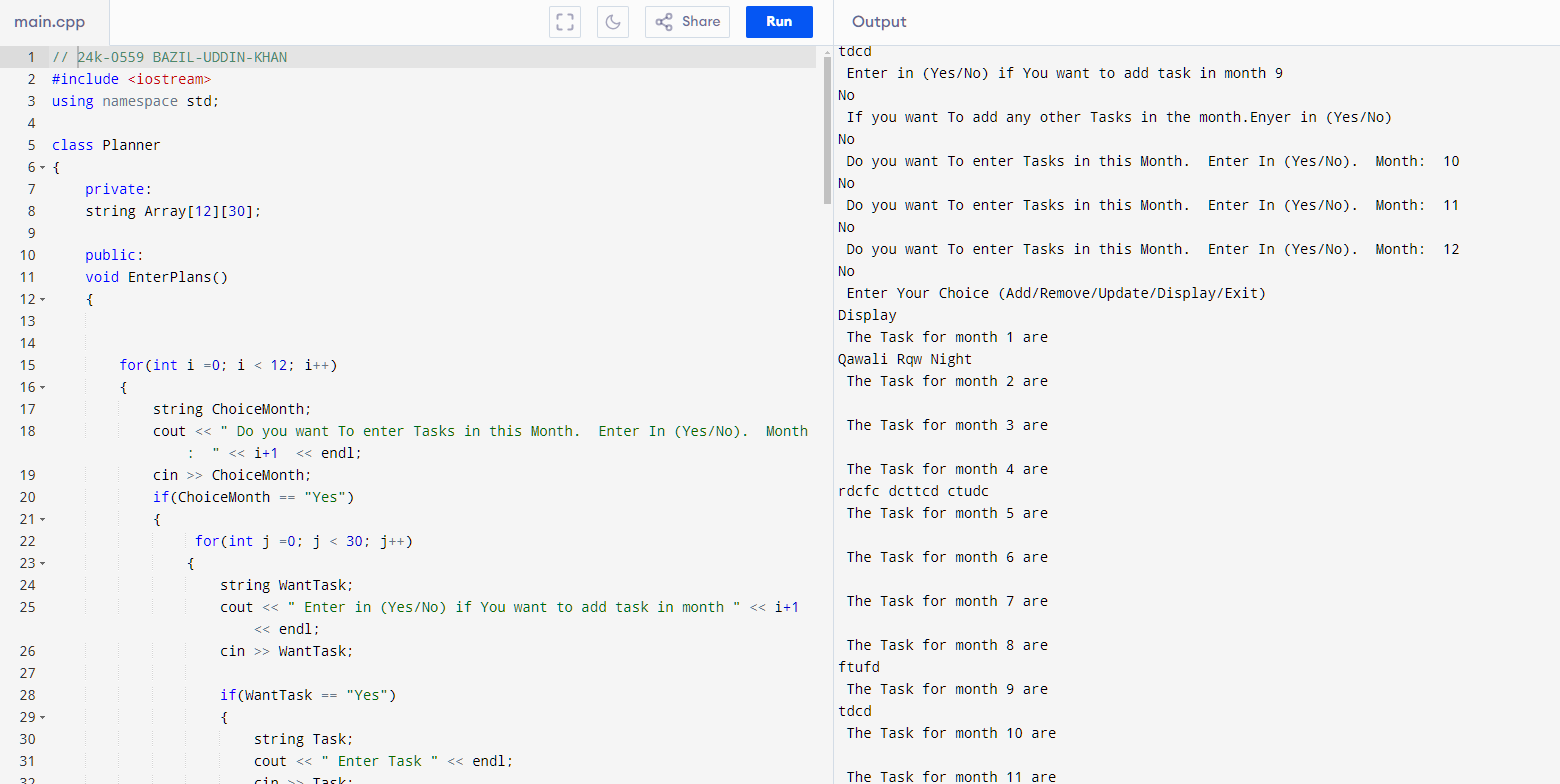 main.cpp
Share
Run
Output
1 // 24k-0559 BAZIL-UDDIN-KHAN
2 #include <iostream>
3 using namespace std;
4
5 class Planner
6 {
7 private:
8 string Array[12][30];
9
10 public:
11 void EnterPlans()
12 {
13
14
15 for(int i =0; i < 12; i++)
16 {
17 string ChoiceMonth;
18 cout << " Do you want To enter Tasks in this Month.  Enter In (Yes/No).  Month
:  " << i+1  << endl;
19 cin >> ChoiceMonth;
20 if(ChoiceMonth == "Yes")
21 {
22 for(int j =0; j < 30; j++)
23 {
24 string WantTask;
25 cout << " Enter in (Yes/No) if You want to add task in month " << i+1
<< endl;
26 cin >> WantTask;
27
28 if(WantTask == "Yes")
29 {
30 string Task;
31 cout << " Enter Task " << endl;
32 cin >> Task;
tdcd
Enter in (Yes/No) if You want to add task in month 9
No
If you want To add any other Tasks in the month.Enyer in (Yes/No)
No
Do you want To enter Tasks in this Month.  Enter In (Yes/No).  Month:  10
No
Do you want To enter Tasks in this Month.  Enter In (Yes/No).  Month:  11
No
Do you want To enter Tasks in this Month.  Enter In (Yes/No).  Month:  12
No
Enter Your Choice (Add/Remove/Update/Display/Exit)
Display
The Task for month 1 are
Qawali Rqw Night
The Task for month 2 are
The Task for month 3 are
The Task for month 4 are
rdcfc dcttcd ctudc
The Task for month 5 are
The Task for month 6 are
The Task for month 7 are
The Task for month 8 are
ftufd
The Task for month 9 are
tdcd
The Task for month 10 are
The Task for month 11 are